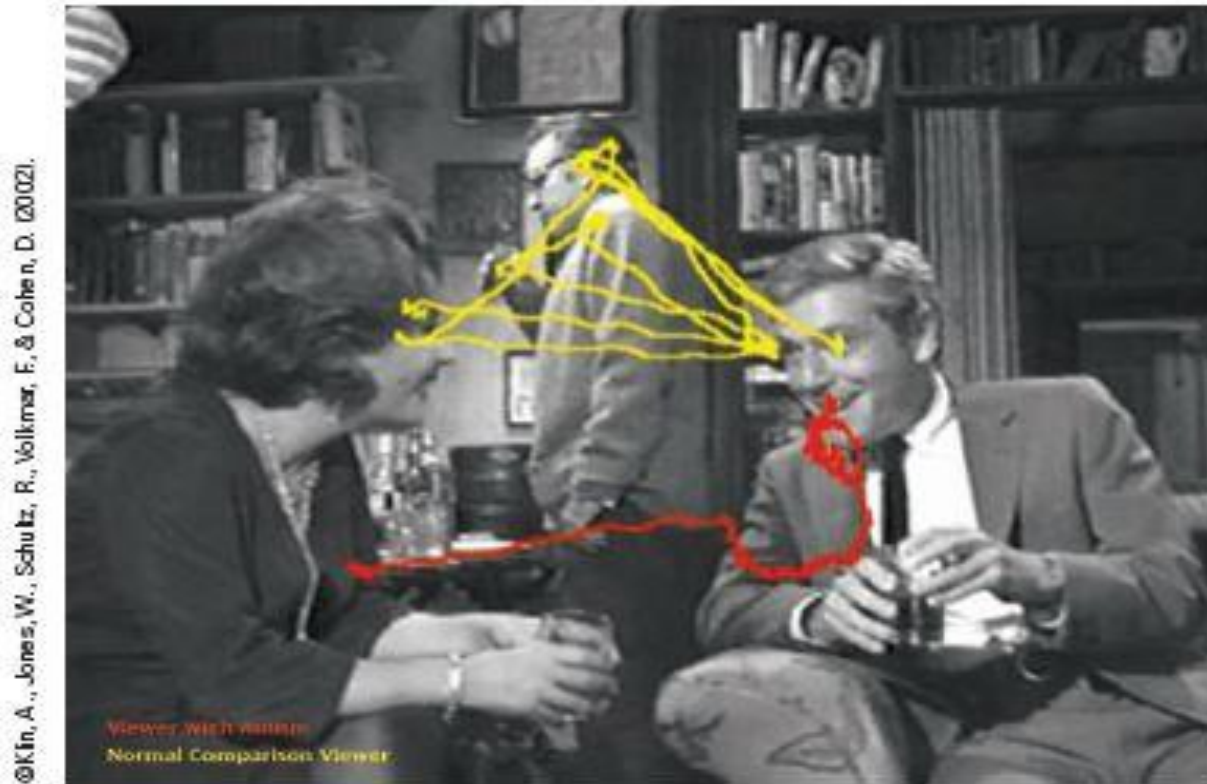 ©Klin, A., Jones, W., Schultz, R., Volkmar, F., & Cohen, D. (2002).
Viewer with Autism
Normal Comparison Viewer